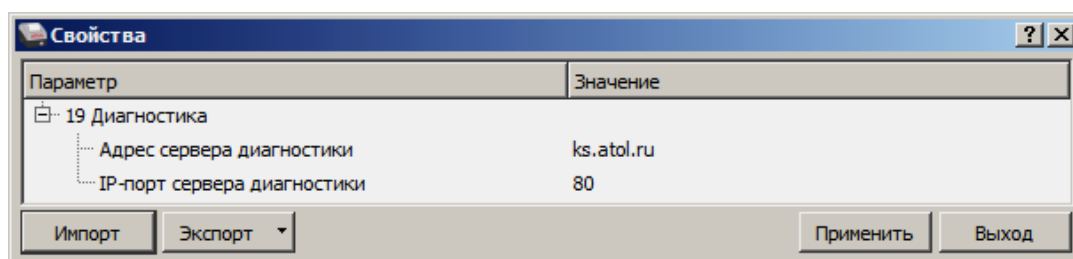 Свойства
Параметр Значение
19 Диагностика
Адрес сервера диагностики ks.atol.ru
IP-порт сервера диагностики 80
Импорт Экспорт Применить Выход